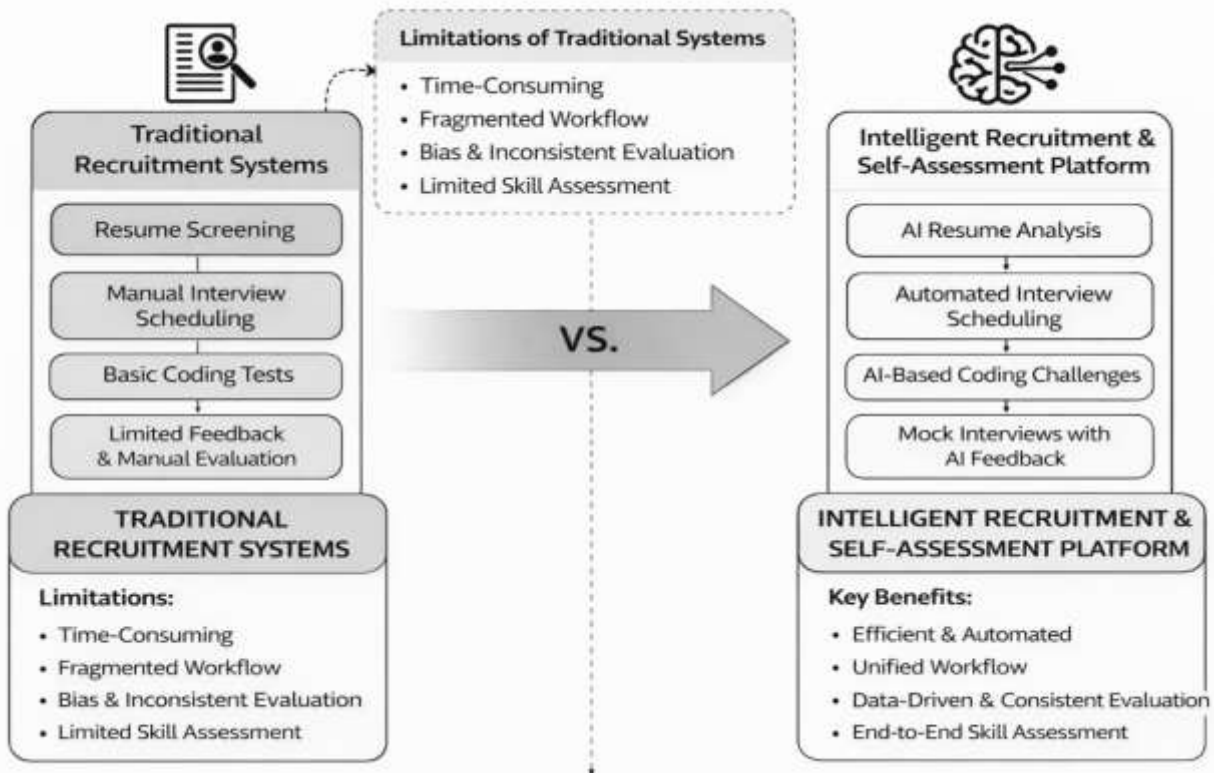 Limitations of Traditional Systems
• Time-Consuming
• Fragmented Workflow
• Bias & Inconsistent Evaluation
• Limited Skill Assessment
Traditional
Recruitment Systems
Resume Screening
Manual Interview
Scheduling
Basic Coding Tests
Limited Feedback
& Manual Evaluation
TRADITIONAL
RECRUITMENT SYSTEMS
Limitations:
• Time-Consuming
• Fragmented Workflow
• Bias & Inconsistent Evaluation
• Limited Skill Assessment
VS.
Intelligent Recruitment &
Self-Assessment Platform
AI Resume Analysis
Automated Interview
Scheduling
AI-Based Coding Challenges
Mock Interviews with
AI Feedback
INTELLIGENT RECRUITMENT &
SELF-ASSESSMENT PLATFORM
Key Benefits:
• Efficient & Automated
• Unified Workflow
• Data-Driven & Consistent Evaluation
• End-to-End Skill Assessment